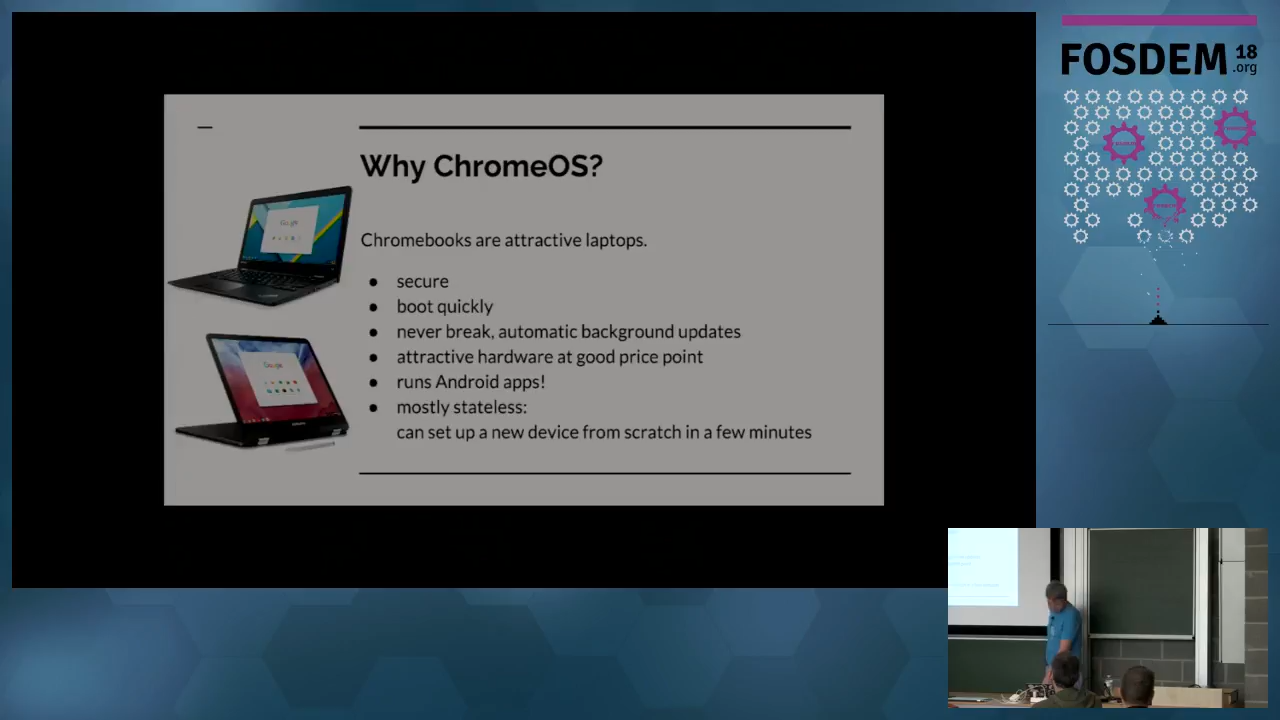 Why ChromeOS?
Chromebooks are attractive laptops.
● secure
● boot quickly
● never break, automatic background updates
● attractive hardware at good price point
● runs Android apps!
● mostly stateless:
can set up a new device from scratch in a few minutes
FOSDEM 18
.org
Google
Google